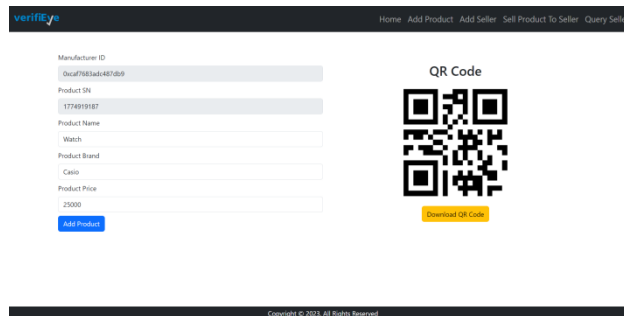 verifiEye
Home Add Product Add Seller Sell Product To Seller Query Selle
Manufacturer ID
0xcaf7683adc487db9
Product SN
1774919187
Product Name
Watch
Product Brand
Casio
Product Price
25000
Add Product
QR Code
Download QR Code
Copyright © 2023. All Rights Reserved